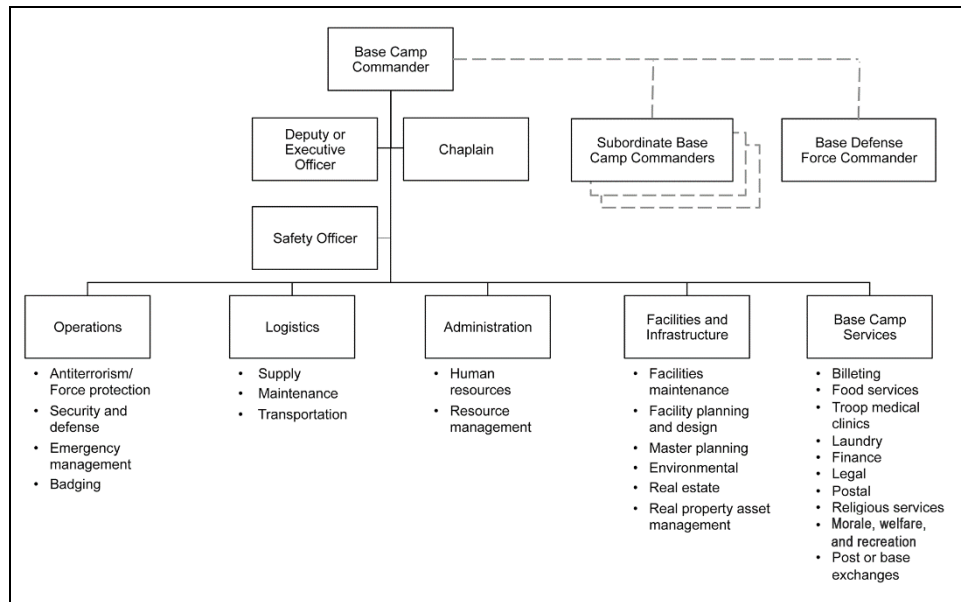 Base Camp
Commander
Deputy or
Executive
Officer
Chaplain
Subordinate Base
Camp Commanders
Base Defense
Force Commander
Safety Officer
Operations
• Antiterrorism/
Force protection
• Security and
defense
• Emergency
management
• Badging
Logistics
• Supply
• Maintenance
• Transportation
Administration
• Human
resources
• Resource
management
Facilities and
Infrastructure
• Facilities
maintenance
• Facility planning
and design
• Master planning
• Environmental
• Real estate
• Real property asset
management
Base Camp
Services
• Billeting
• Food services
• Troop medical
clinics
• Laundry
• Finance
• Legal
• Postal
• Religious services
• Morale, welfare,
and recreation
• Post or base
exchanges